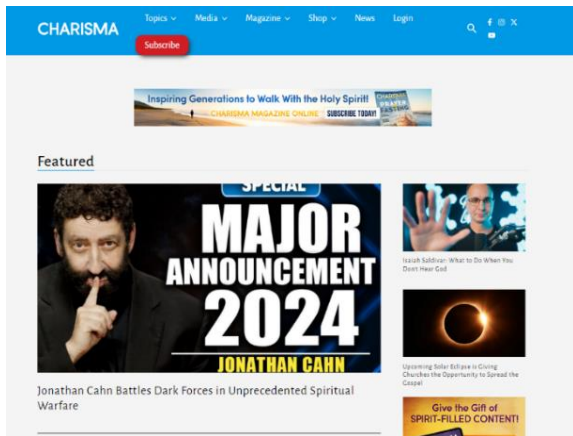 CHARISMA
Topics Media Magazine Shop News Login
Subscribe
Inspiring Generations to Walk With the Holy Spirit!
CHARISMA MAGAZINE ONLINE SUBSCRIBE TODAY!
Featured
SPECIAL
MAJOR
ANNOUNCEMENT
2024
JONATHAN CAHN
Jonathan Cahn Battles Dark Forces in Unprecedented Spiritual
Warfare
Isaiah Saldivar: What to Do When You
Don't Hear God
Upcoming Solar Eclipse is Giving
Churches the Opportunity to Spread the
Gospel
Give the Gift of
SPIRIT-FILLED CONTENT!